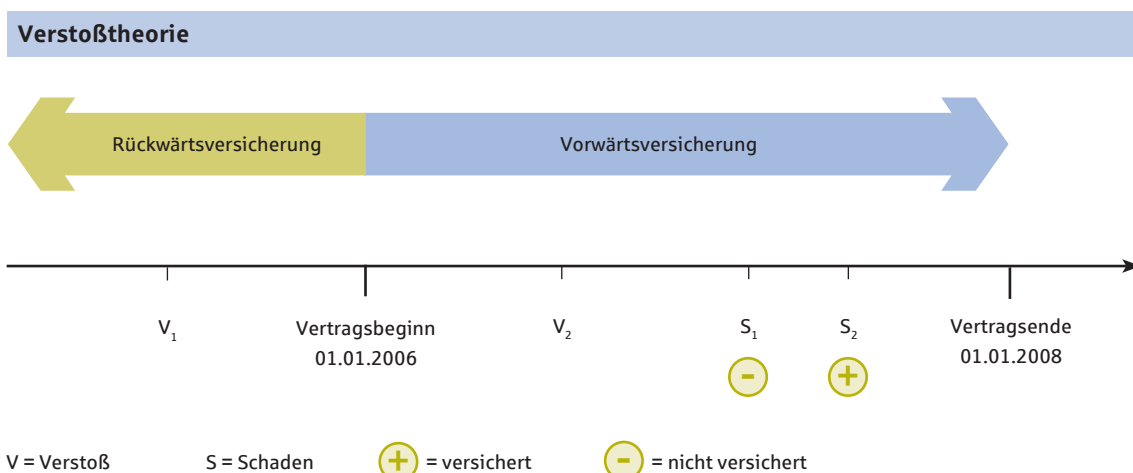 Verstoßtheorie
Rückwärtsversicherung Vorwärtsversicherung
V₁ Vertragsbeginn V₂ S₁ S₂ Vertragsende
01.01.2006 01.01.2008
- +
V = Verstoß S = Schaden + = versichert - = nicht versichert